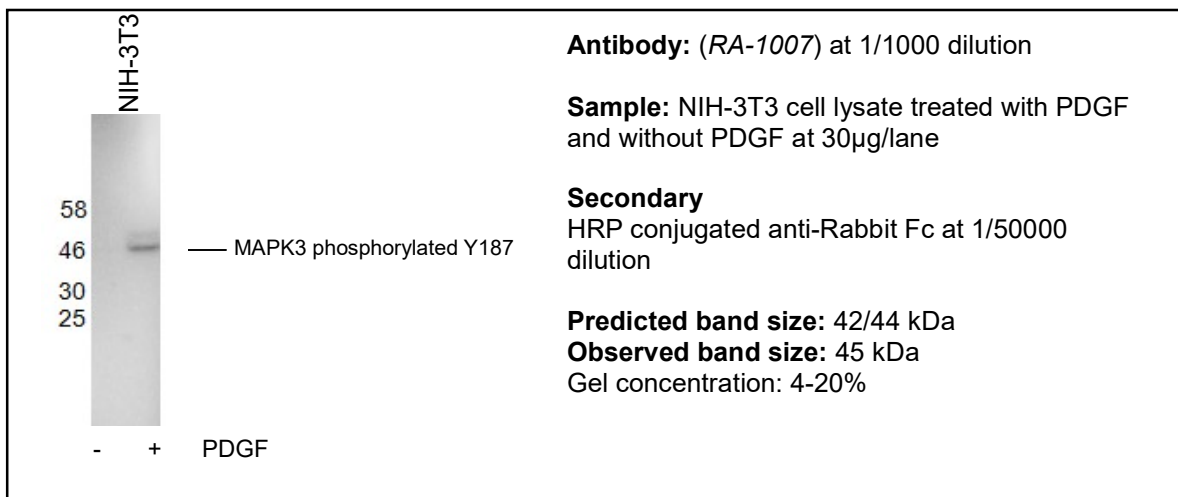 NIH-3T3
58
46
30
25
MAPK3 phosphorylated Y187
- + PDGF
Antibody: (RA-1007) at 1/1000 dilution
Sample: NIH-3T3 cell lysate treated with PDGF
and without PDGF at 30µg/lane
Secondary
HRP conjugated anti-Rabbit Fc at 1/50000
dilution
Predicted band size: 42/44 kDa
Observed band size: 45 kDa
Gel concentration: 4-20%